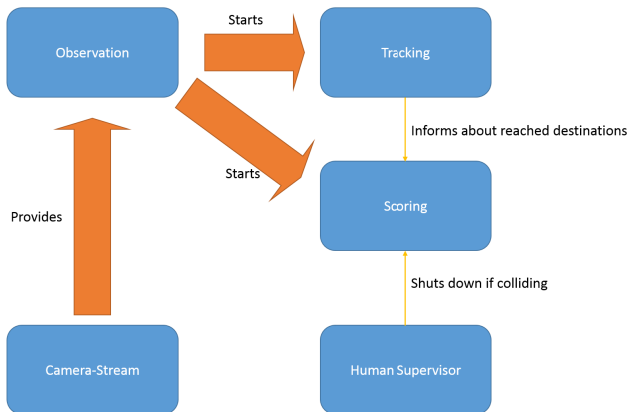 Starts
Observation
Tracking
Informs about reached destinations
Starts
Scoring
Provides
Shuts down if colliding
Camera-Stream
Human Supervisor